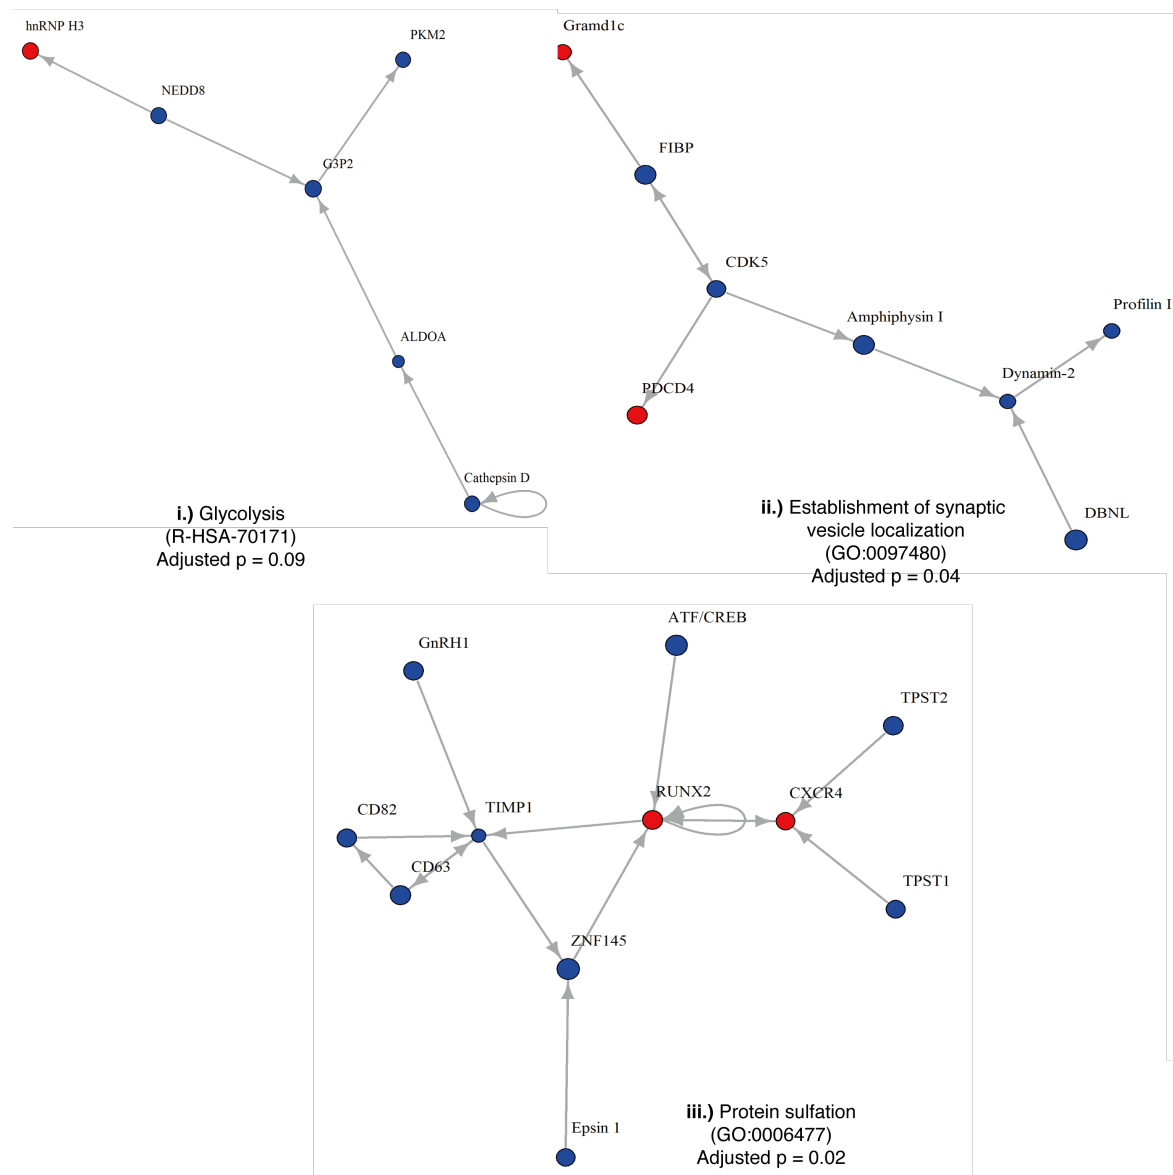 hnRNP H3
PKM2
NEDD8
G3P2
ALDOA
Cathepsin D
i.) Glycolysis
(R-HSA-70171)
Adjusted p = 0.09
Gramd1c
FIBP
CDK5
Amphiphysin I
Profilin I
Dynamin-2
PDCD4
DBNL
ii.) Establishment of synaptic
vesicle localization
(GO:0097480)
Adjusted p = 0.04
ATF/CREB
GnRH1
TPST2
RUNX2
CXCR4
CD82
TIMP1
CD63
TPST1
ZNF145
Epsin 1
iii.) Protein sulfation
(GO:0006477)
Adjusted p = 0.02